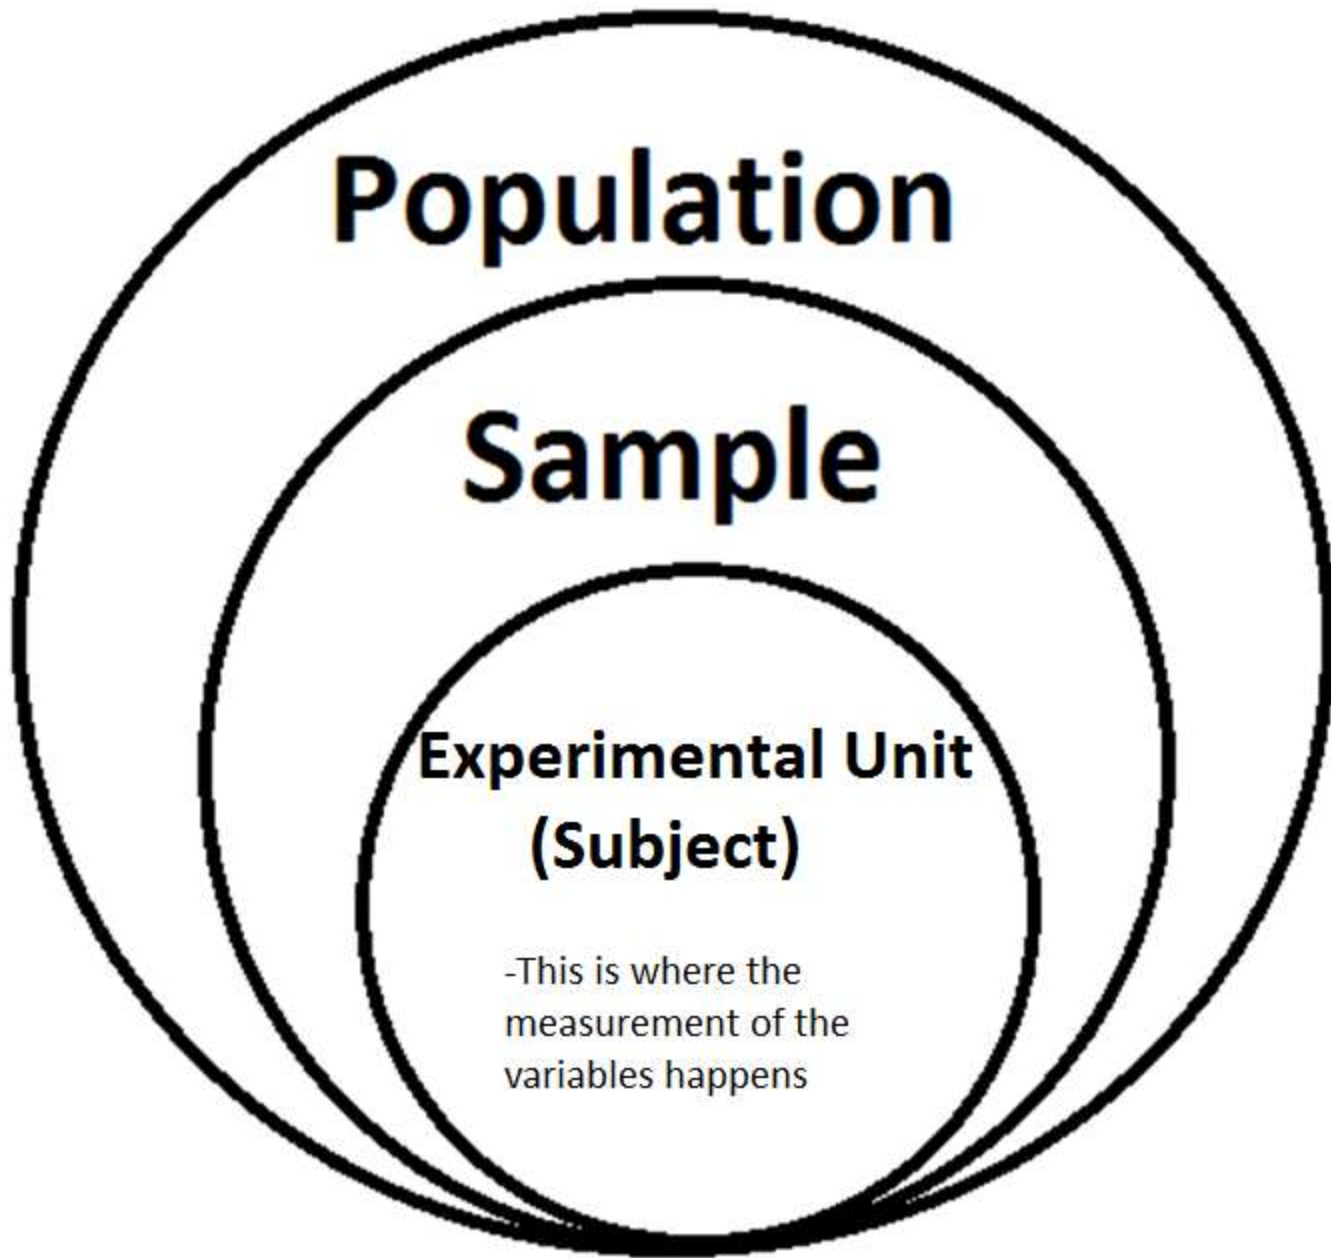 Population
Sample
Experimental Unit
(Subject)
-This is where the
measurement of the
variables happens